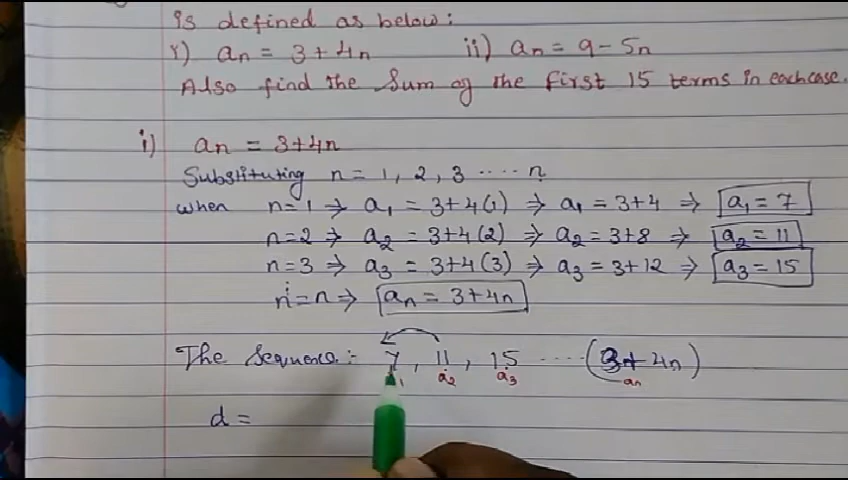 is defined as below:
i) an = 3 + 4n ii) an = 9 - 5n
Also find the Sum of the first 15 terms in each case.
i) an = 3+4n
Substituting n = 1, 2, 3 ..... n
when n=1 ⇒ a1 = 3+4(1) ⇒ a1 = 3+4 ⇒ a1 = 7
n=2 ⇒ a2 = 3+4(2) ⇒ a2 = 3+8 ⇒ a2 = 11
n=3 ⇒ a3 = 3+4(3) ⇒ a3 = 3+12 ⇒ a3 = 15
n=n ⇒ an = 3+4n
The Sequence:- 7, 11, 15 ..... (3+4n)
1 a2 a3 an
d =